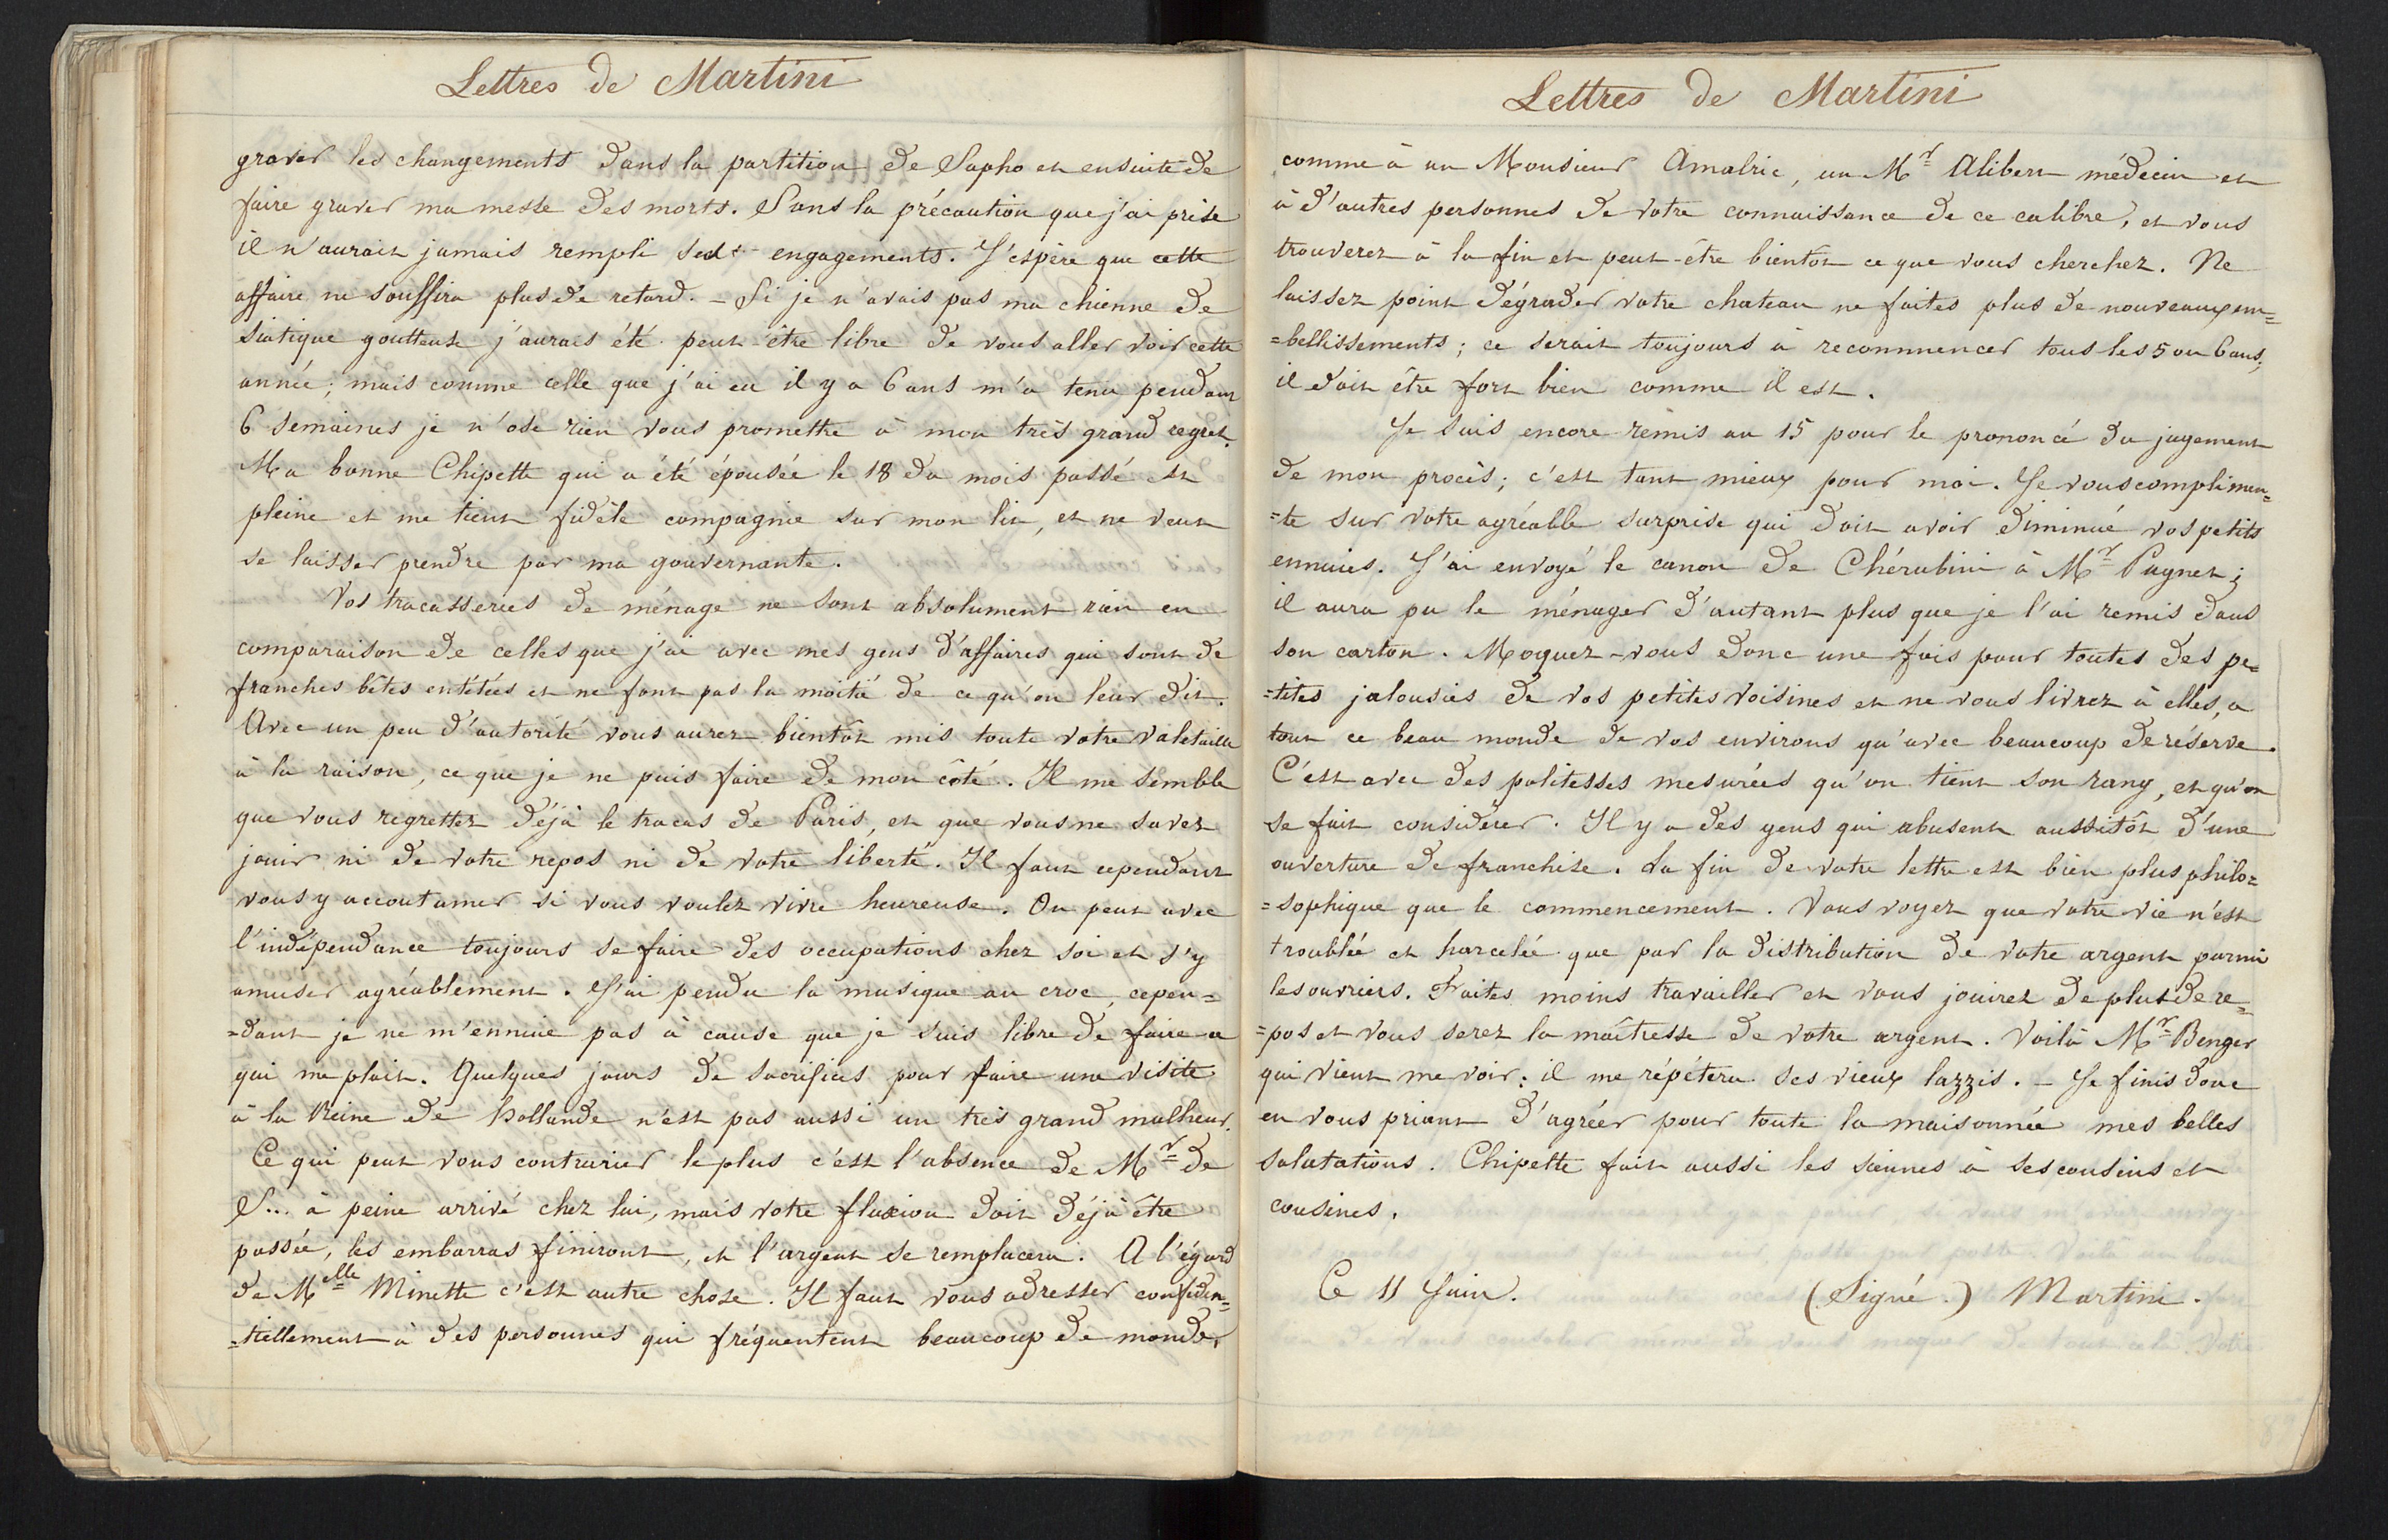 Lettres de Martini
graver les changements dans la partition de Sapho et ensuite de
faire graver ma messe des morts. Sans la précaution que j'ai prise
il n'aurait jamais rempli ses engagements. J'espère que cette
affaire ne souffrira plus de retard. – Si je n'avais pas ma chienne de
siatique goutteuse j'aurais été peut-être libre de vous aller voir cette
année; mais comme celle que j'ai eu il y a 6 ans m'a tenu pendant
6 semaines je n'ose rien vous promettre à mon très grand regret.
Ma bonne Chipette qui a été épousée le 18 du mois passé est
pleine et me tient fidèle compagnie sur mon lit, et ne veut
se laisser prendre par ma gouvernante.
Vos tracasseries de ménage ne sont absolument rien en
comparaison de celles que j'ai avec mes gens d'affaires qui sont de
franches bêtes entêtées et ne font pas la moitié de ce qu'on leur dit.
Avec un peu d'autorité vous aurez bientôt mis toute votre valetaille
à la raison, ce que je ne puis faire de mon côté. Il me semble
que vous regrettez déjà le tracas de Paris, et que vous ne savez
jouir ni de votre repos ni de votre liberté. Il faut cependant
vous y accoutumer si vous voulez vivre heureuse. On peut avec
l'indépendance toujours se faire des occupations chez soi et s'y
amuser agréablement. J'ai pendu la musique au croc, cepen=
=dant je ne m'ennuie pas à cause que je suis libre de faire ce
qui me plait. Quelques jours de sacrifices pour faire une visite
à la Reine de Hollande n'est pas aussi un très grand malheur.
Ce qui peut vous contrarier le plus c'est l'absence de Mr de
S... à peine arrivé chez lui, mais votre fluxion doit déjà être
passée, les embarras finiront, et l'argent se remplacera. A l'égard
de Melle Minette c'est autre chose. Il faut vous adresser confiden=
=tiellement à des personnes qui fréquentent beaucoup de monde,
Lettres de Martini
comme à un Monsieur Amalric, un Mr Alibert médecin et
à d'autres personnes de votre connaissance de ce calibre, et vous
trouverez à la fin et peut-être bientôt ce que vous cherchez. Ne
laissez point dégrader votre chateau ne faites plus de nouveaux em=
=bellissements; ce serait toujours à recommencer tous les 5 ou 6 ans;
il doit être fort bien comme il est.
Je suis encore remis au 15 pour le prononcé du jugement
de mon procès; c'est tant mieux pour moi. Je vous complimen=
=te sur votre agréable surprise qui doit avoir diminué vos petits
ennuies. J'ai envoyé le canon de Chérubini à Mr Pagnet;
il aura pu le ménager d'autant plus que je l'ai remis dans
son carton. Moquez-vous donc une fois pour toutes des pe=
=tites jalousies de vos petites voisines et ne vous livrez à elles, a
tout ce beau monde de vos environs qu'avec beaucoup de réserve.
C'est avec des politesses mesurées qu'on tient son rang, et qu'on
se fait considérer. Il y a des gens qui abusent aussitôt d'une
ouverture de franchise. La fin de votre lettre est bien plus philo=
=sophique que le commencement. Vous voyez que votre vie n'est
troublée et harcelée que par la distribution de votre argent parmi
les ouvriers. Faites moins travailler et vous jouirez de plus de re=
=pos et vous serez la maîtresse de votre argent. Voilà Mr Benger
qui vient me voir: il me répétera ses vieux lazzis. – Je finis donc
en vous priant d'agréer pour toute la maisonnée mes belles
salutations. Chipette fait aussi les siennes à ses cousins et
cousines.
Ce 11 Juin. (Signé.) Martini.